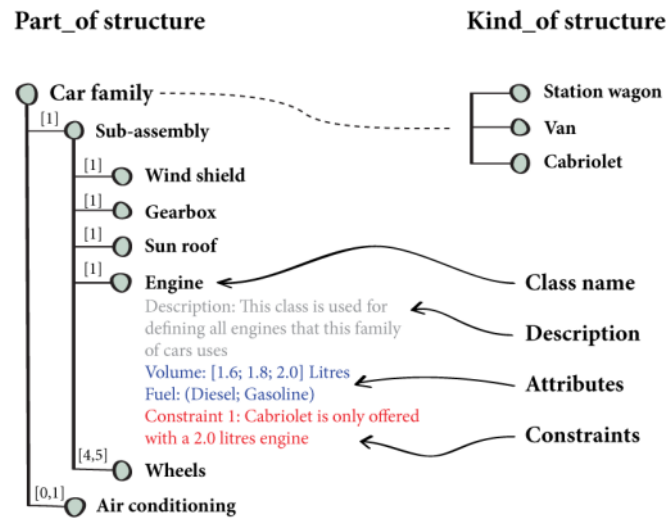 Part_of structure
Kind_of structure
Car family
Station wagon
[1]
Sub-assembly
Van
Cabriolet
[1]
Wind shield
[1]
Gearbox
[1]
Sun roof
[1]
Engine
Class name
Description: This class is used for
defining all engines that this family
of cars uses
Description
Volume: [1.6; 1.8; 2.0] Litres
Fuel: (Diesel; Gasoline)
Attributes
Constraint 1: Cabriolet is only offered
with a 2.0 litres engine
Constraints
[4,5]
Wheels
[0,1]
Air conditioning